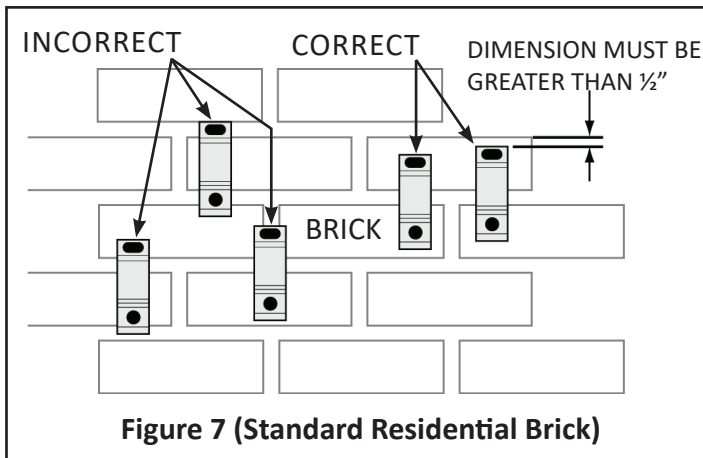 INCORRECT
CORRECT
DIMENSION MUST BE
GREATER THAN ½”
BRICK
Figure 7 (Standard Residential Brick)